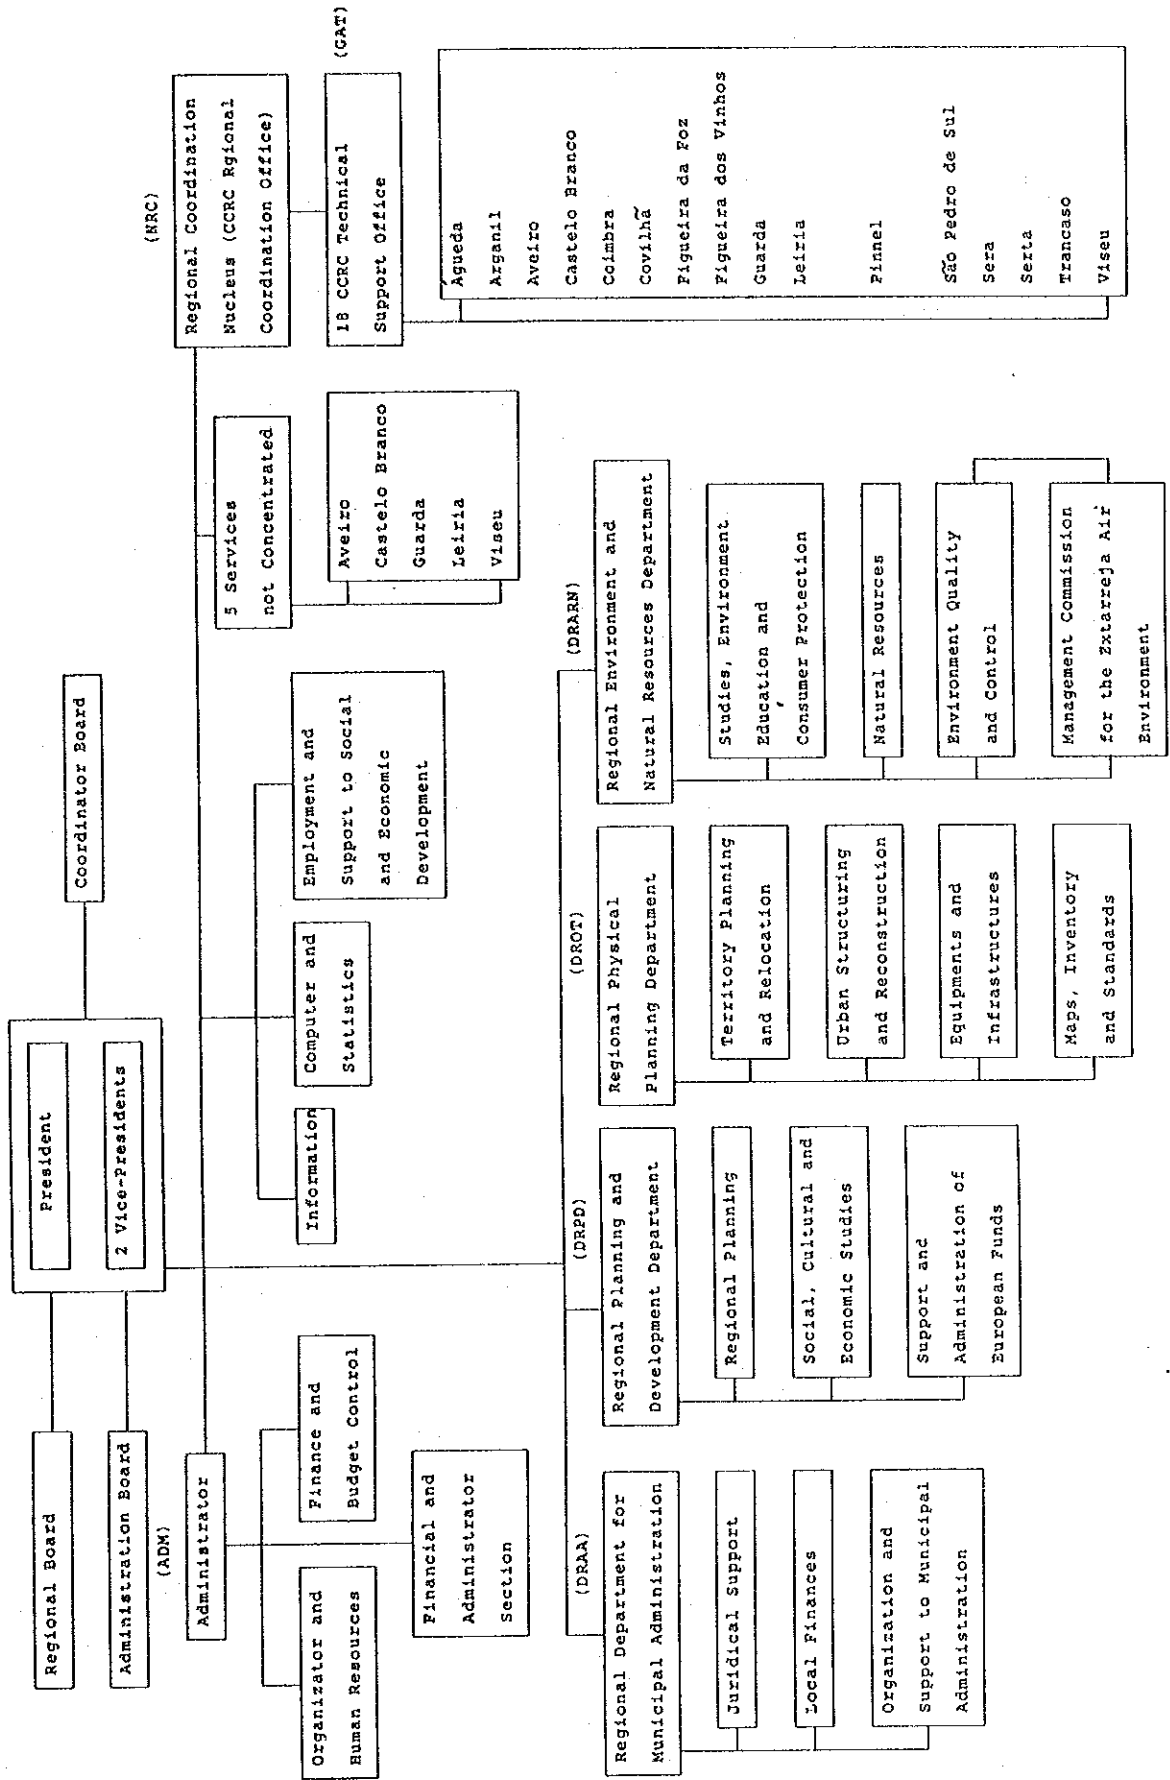 President
2 Vice-Presidents
Regional Board
Administration Board
Coordinator Board
(ADM)
Administrator
Organizator and
Human Resources
Finance and
Budget Control
Financial and
Administrator
Section
Information
Computer and
Statistics
Employment and
Support to Social
and Economic
Development
5 Services
not Concentrated
Aveiro
Castelo Branco
Guarda
Leiria
Viseu
(NRC)
Regional Coordination
Nucleus (CCRC Rgional
Coordination Office)
18 CCRC Technical
Support Office
(GAT)
Águeda
Arganil
Aveiro
Castelo Branco
Coimbra
Covilhã
Figueira da Foz
Figueira dos Vinhos
Guarda
Leiria
Pinnel
São Pedro de Sul
Sera
Serta
Trancaso
Viseu
(DRAA)
Regional Department for
Municipal Administration
Juridical Support
Local Finances
Organization and
Support to Municipal
Administration
(DRPD)
Regional Planning and
Development Department
Regional Planning
Social, Cultural and
Economic Studies
Support and
Administration of
European Funds
(DROT)
Regional Physical
Planning Department
Territory Planning
and Relocation
Urban Structuring
and Reconstruction
Equipments and
Infrastructures
Maps, Inventory
and Standards
(DRARN)
Regional Environment and
Natural Resources Department
Studies, Environment
Education and
Consumer Protection
Natural Resources
Environment Quality
and Control
Management Commission
for the Extarreja Air
Environment